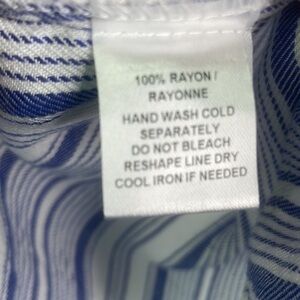 100% RAYON /
RAYONNE
HAND WASH COLD
SEPARATELY
DO NOT BLEACH
RESHAPE LINE DRY
COOL IRON IF NEEDED